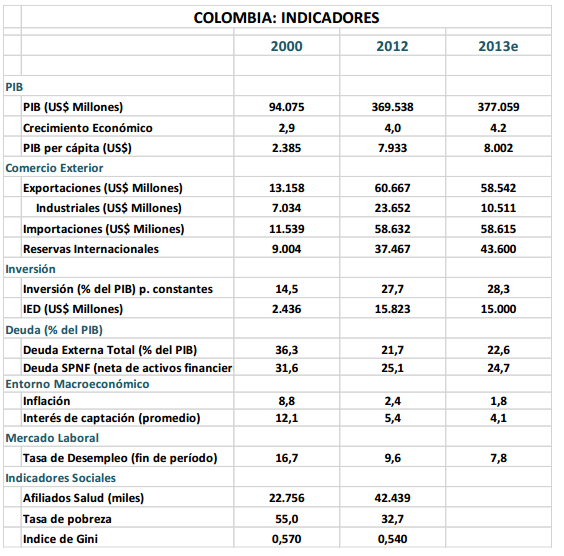 COLOMBIA: INDICADORES
2000 2012 2013e
PIB
PIB (US$ Millones) 94.075 369.538 377.059
Crecimiento Económico 2,9 4,0 4.2
PIB per cápita (US$) 2.385 7.933 8.002
Comercio Exterior
Exportaciones (US$ Millones) 13.158 60.667 58.542
Industriales (US$ Millones) 7.034 23.652 10.511
Importaciones (US$ Miliones) 11.539 58.632 58.615
Reservas Internacionales 9.004 37.467 43.600
Inversión
Inversión (% del PIB) p. constantes 14,5 27,7 28,3
IED (US$ Millones) 2.436 15.823 15.000
Deuda (% del PIB)
Deuda Externa Total (% del PIB) 36,3 21,7 22,6
Deuda SPNF (neta de activos financier 31,6 25,1 24,7
Entorno Macroeconómico
Inflación 8,8 2,4 1,8
Interés de captación (promedio) 12,1 5,4 4,1
Mercado Laboral
Tasa de Desempleo (fin de período) 16,7 9,6 7,8
Indicadores Sociales
Afiliados Salud (miles) 22.756 42.439
Tasa de pobreza 55,0 32,7
Indice de Gini 0,570 0,540